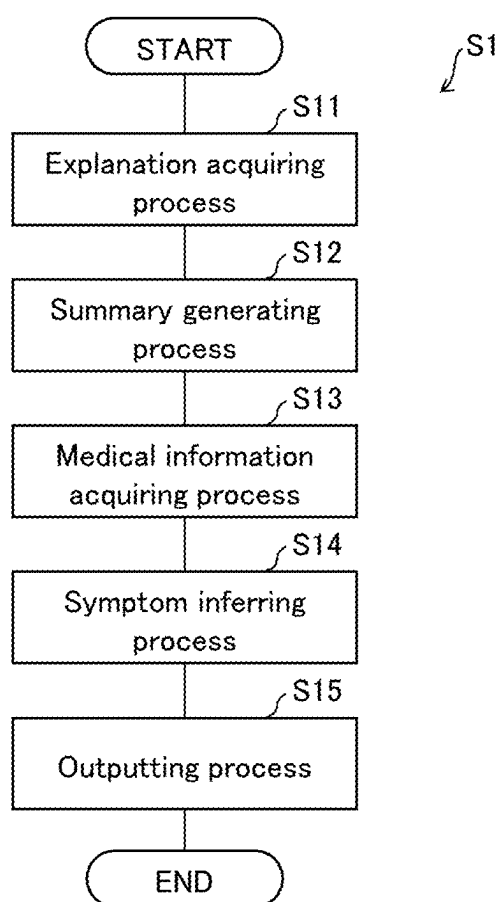 START
S1
S11
Explanation acquiring
process
S12
Summary generating
process
S13
Medical information
acquiring process
S14
Symptom inferring
process
S15
Outputting process
END